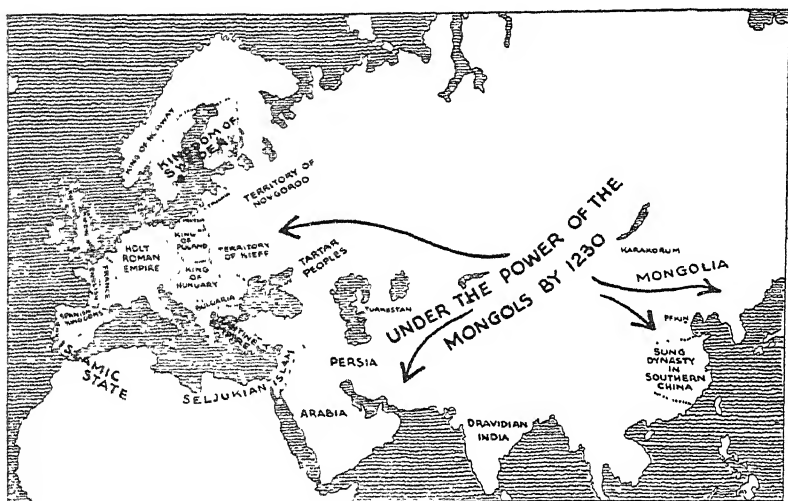 KING OF NORWAY
KINGDOM OF
SWEDEN
TERRITORY OF
NOVGOROD
HOLY
ROMAN
EMPIRE
KING
OF
POLAND
TERRITORY
OF KIEFF
KING
OF
HUNGARY
BULGARIA
FRANCE
SPANISH
KINGDOMS
TARTAR
PEOPLES
TURKESTAN
UNDER THE POWER OF THE
MONGOLS BY 1230
KARAKORUM
MONGOLIA
PEKIN
SUNG
DYNASTY
IN
SOUTHERN
CHINA
ISLAMIC
STATE
SELJUKIAN
ISLAM
PERSIA
ARABIA
DRAVIDIAN
INDIA